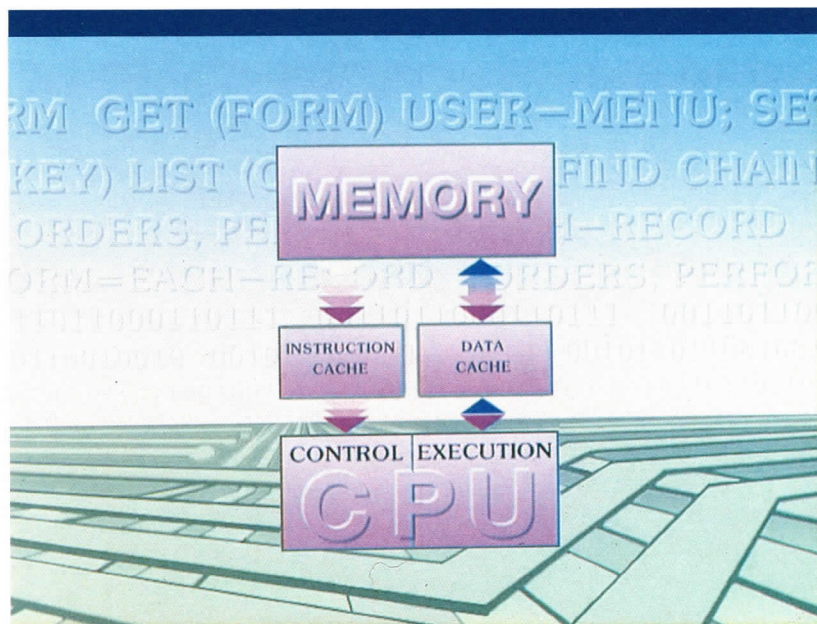 RM GET (FORM) USER-MENU; SET
KEY) LIST (C FIND CHAIN
MEMORY
ORDERS, PE H-RECORD
ORM=EACH-RE ORD ORDERS, PERFOR
INSTRUCTION
CACHE
DATA
CACHE
CONTROL
EXECUTION
CPU